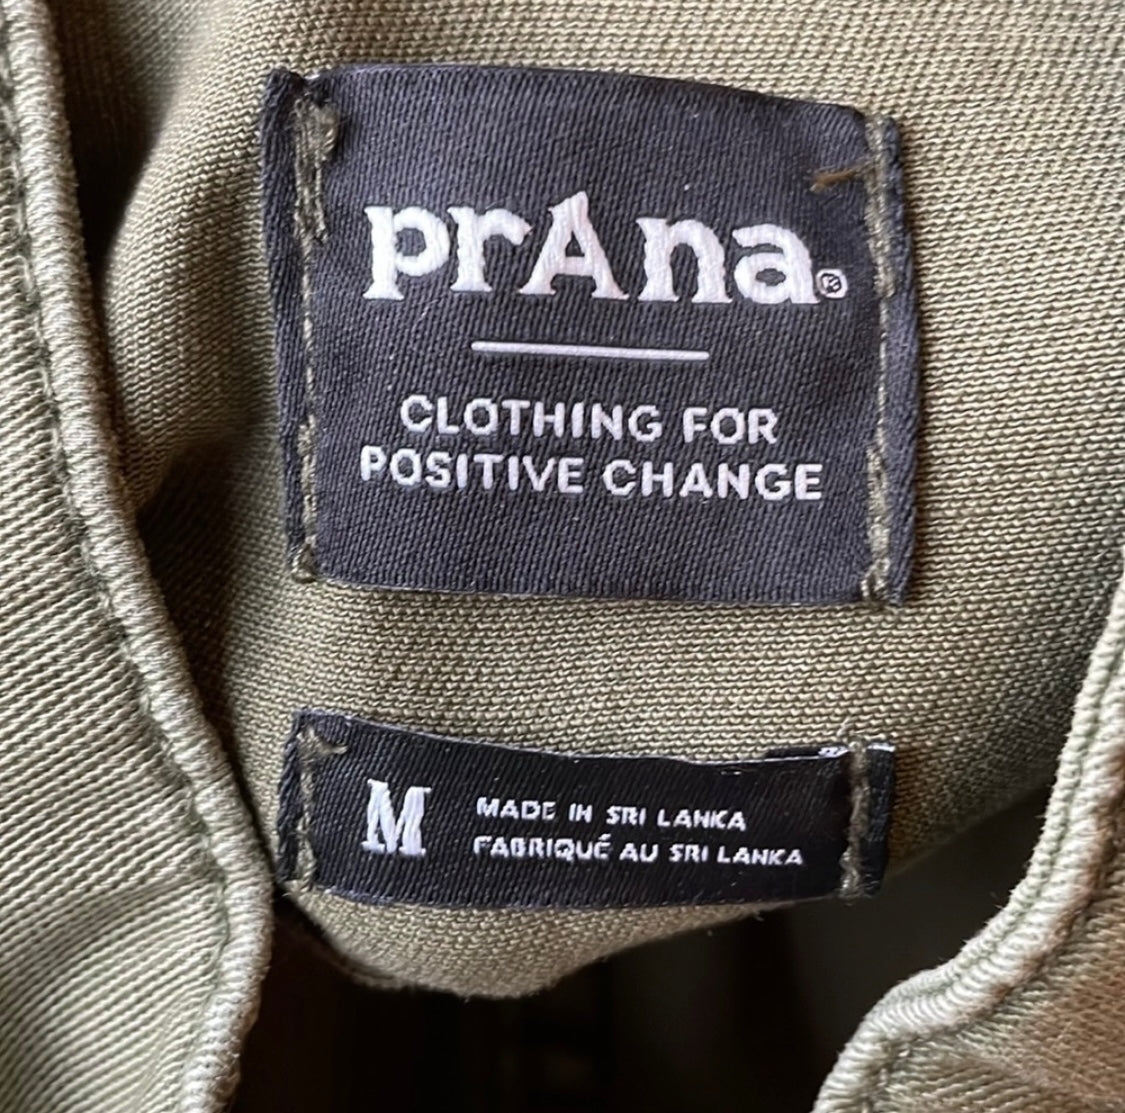 prAna®
CLOTHING FOR
POSITIVE CHANGE
M
MADE IN SRI LANKA
FABRIQUÉ AU SRI LANKA